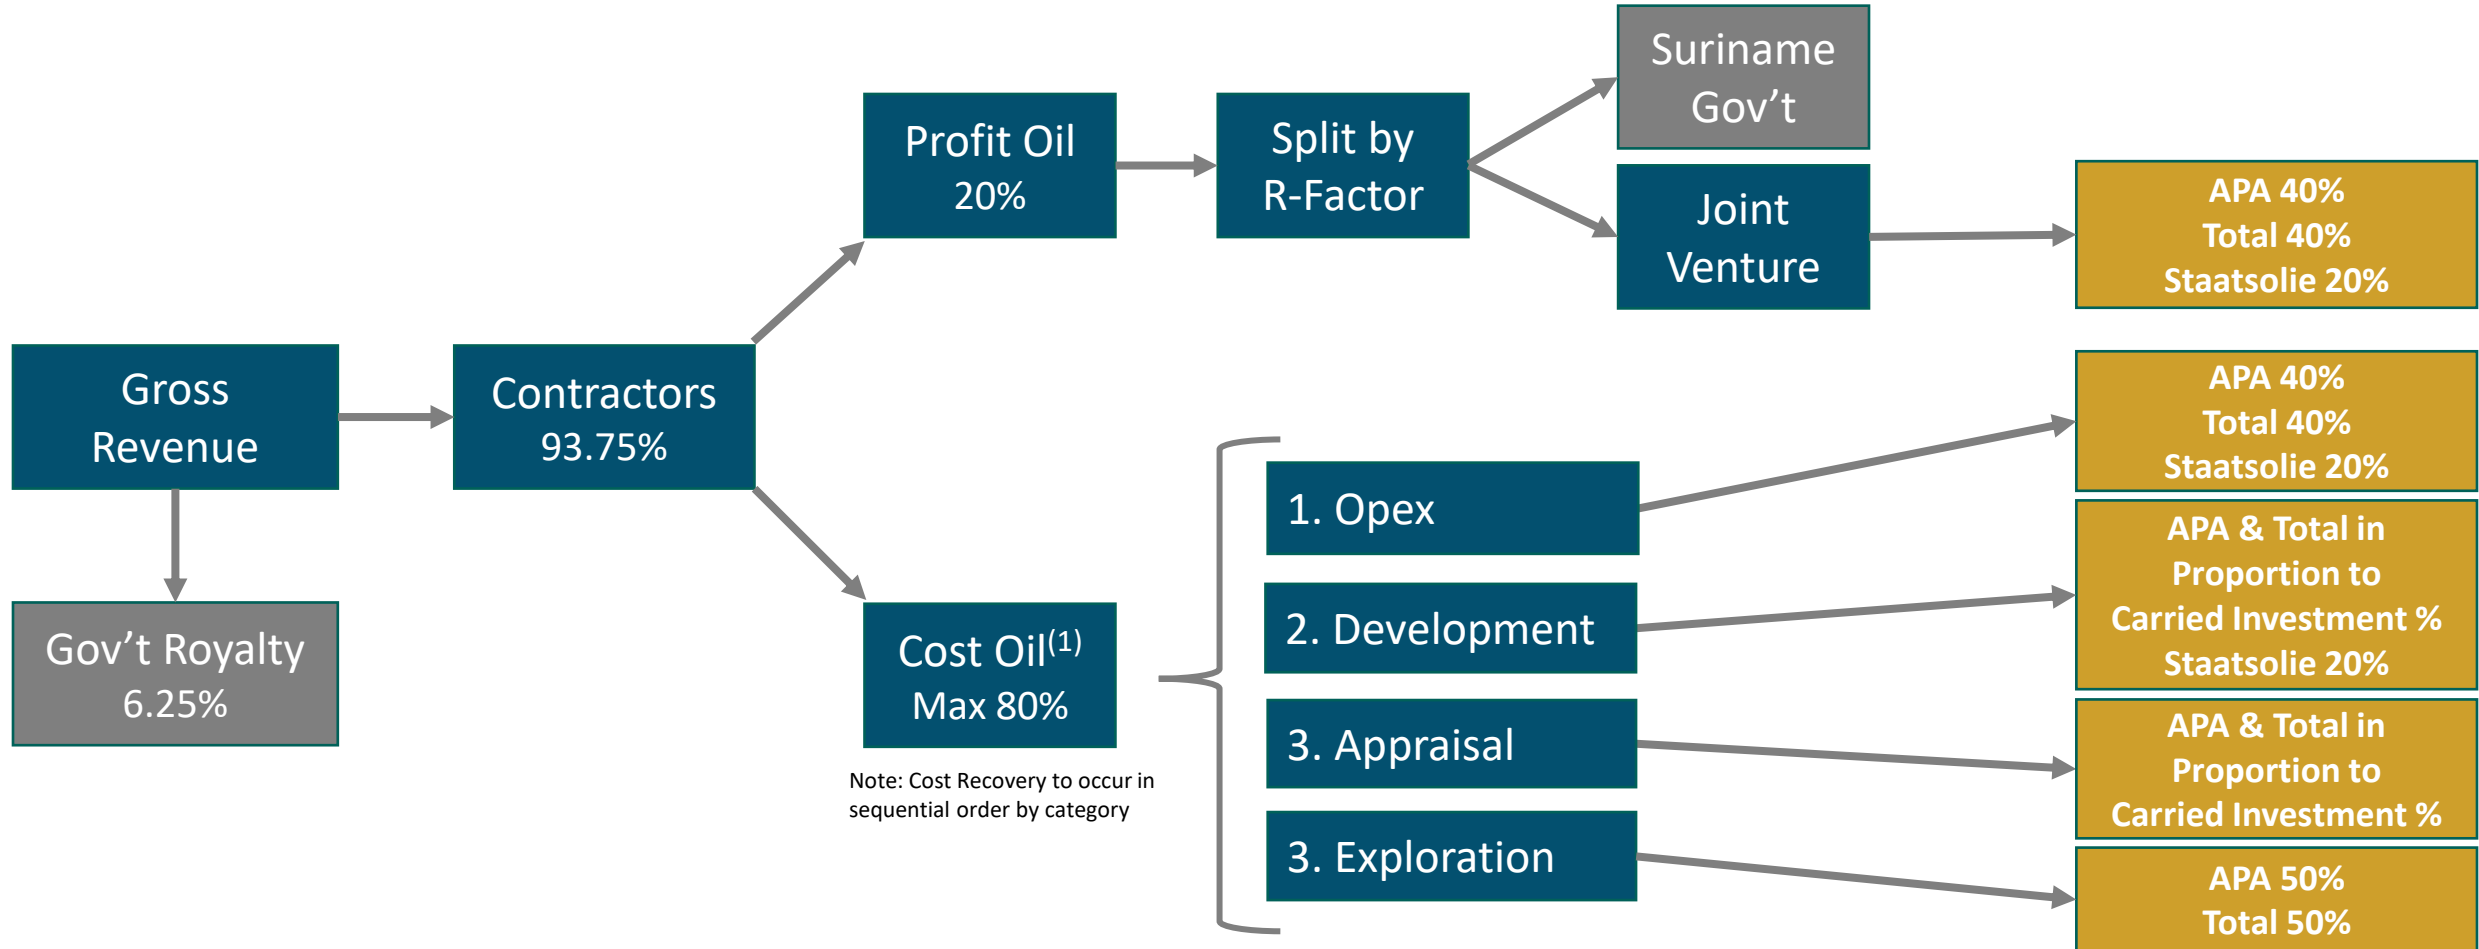 Gross
Revenue
Gov’t Royalty
6.25%
Contractors
93.75%
Profit Oil
20%
Split by
R-Factor
Suriname
Gov’t
Joint
Venture
APA 40%
Total 40%
Staatsolie 20%
Cost Oil(1)
Max 80%
Note: Cost Recovery to occur in
sequential order by category
1. Opex
APA 40%
Total 40%
Staatsolie 20%
2. Development
APA & Total in
Proportion to
Carried Investment %
Staatsolie 20%
3. Appraisal
APA & Total in
Proportion to
Carried Investment %
3. Exploration
APA 50%
Total 50%